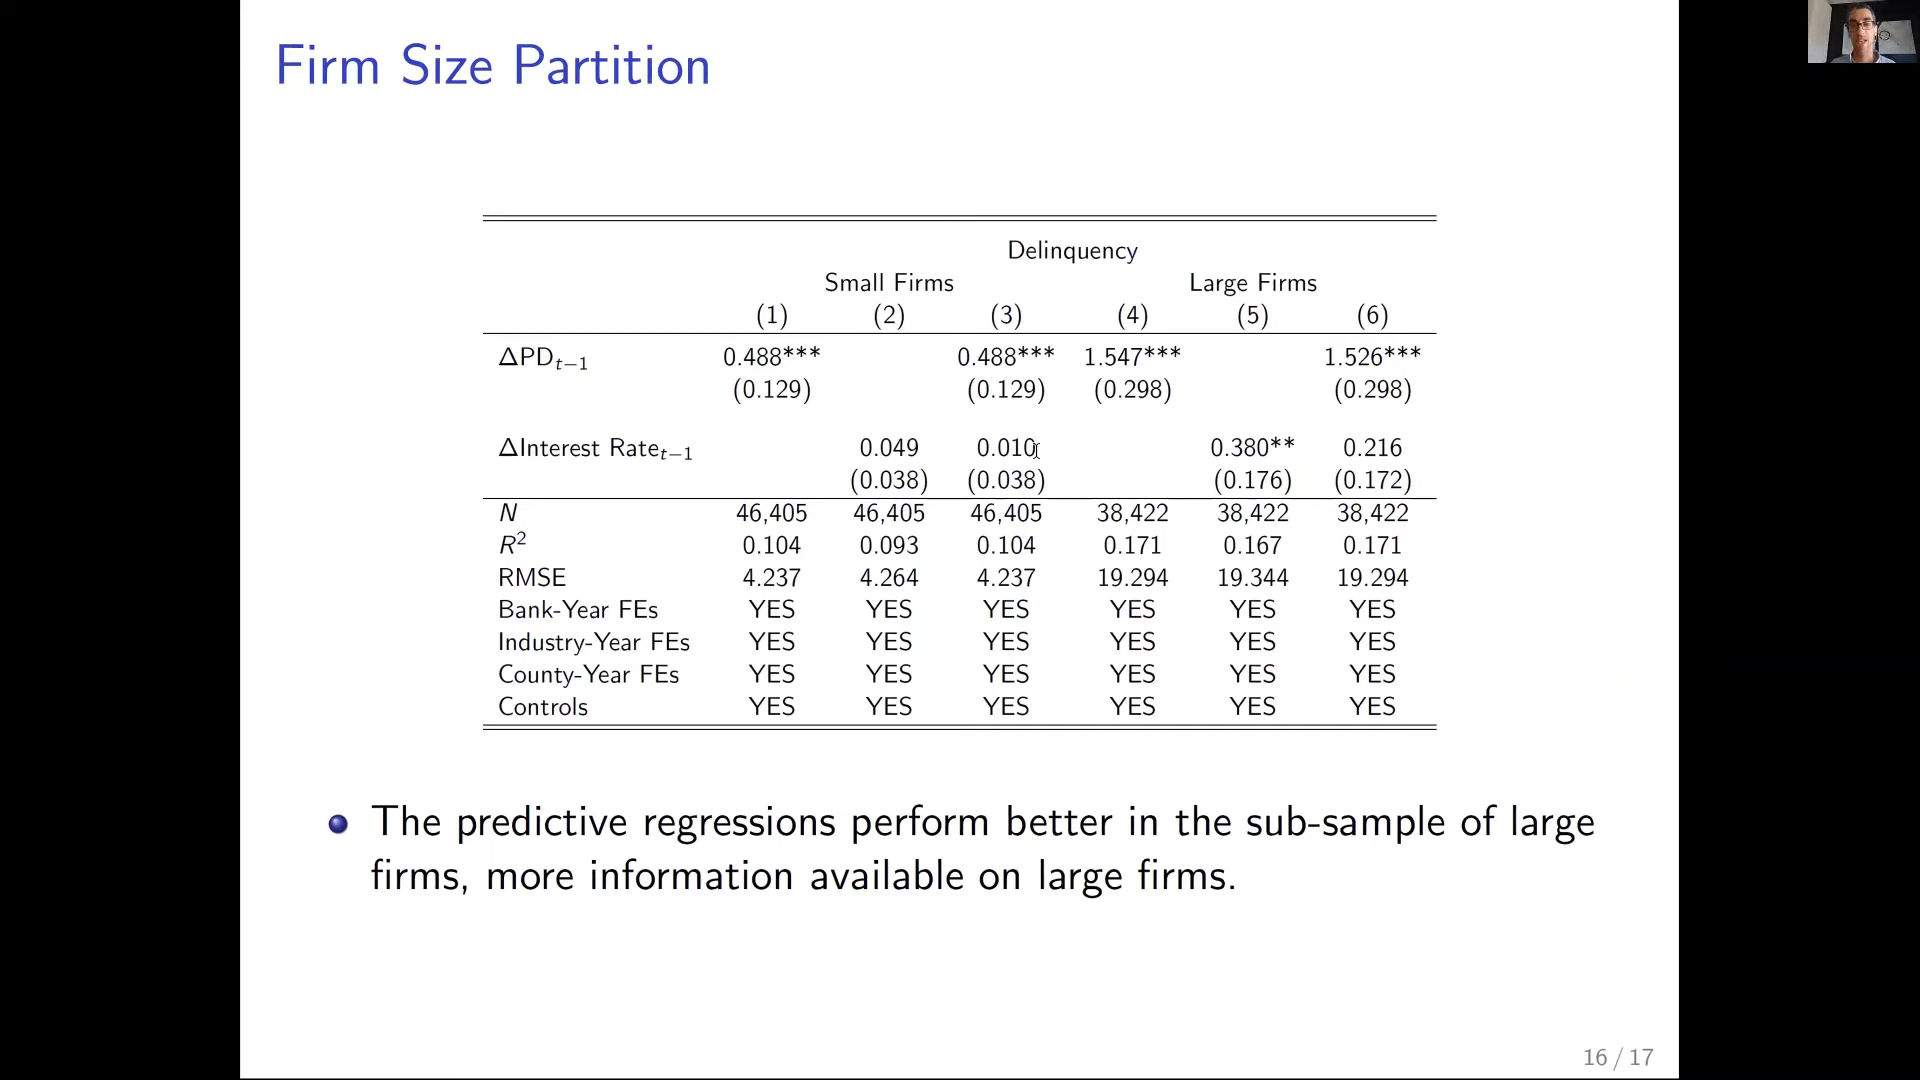 Firm Size Partition
Delinquency
Small Firms Large Firms
(1) (2) (3) (4) (5) (6)
ΔPDt−1 0.488*** 0.488*** 1.547*** 1.526***
(0.129) (0.129) (0.298) (0.298)
ΔInterest Ratet−1 0.049 0.010 0.380** 0.216
(0.038) (0.038) (0.176) (0.172)
N 46,405 46,405 46,405 38,422 38,422 38,422
R2 0.104 0.093 0.104 0.171 0.167 0.171
RMSE 4.237 4.264 4.237 19.294 19.344 19.294
Bank-Year FEs YES YES YES YES YES YES
Industry-Year FEs YES YES YES YES YES YES
County-Year FEs YES YES YES YES YES YES
Controls YES YES YES YES YES YES
The predictive regressions perform better in the sub-sample of large
firms, more information available on large firms.
16 / 17